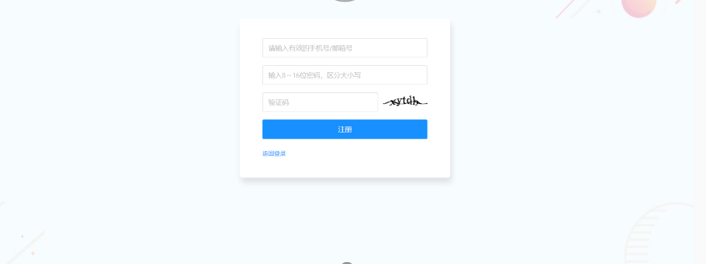 请输入有效的手机号/邮箱号
输入6-16位密码，区分大小写
验证码
xytdh
注册
返回登录